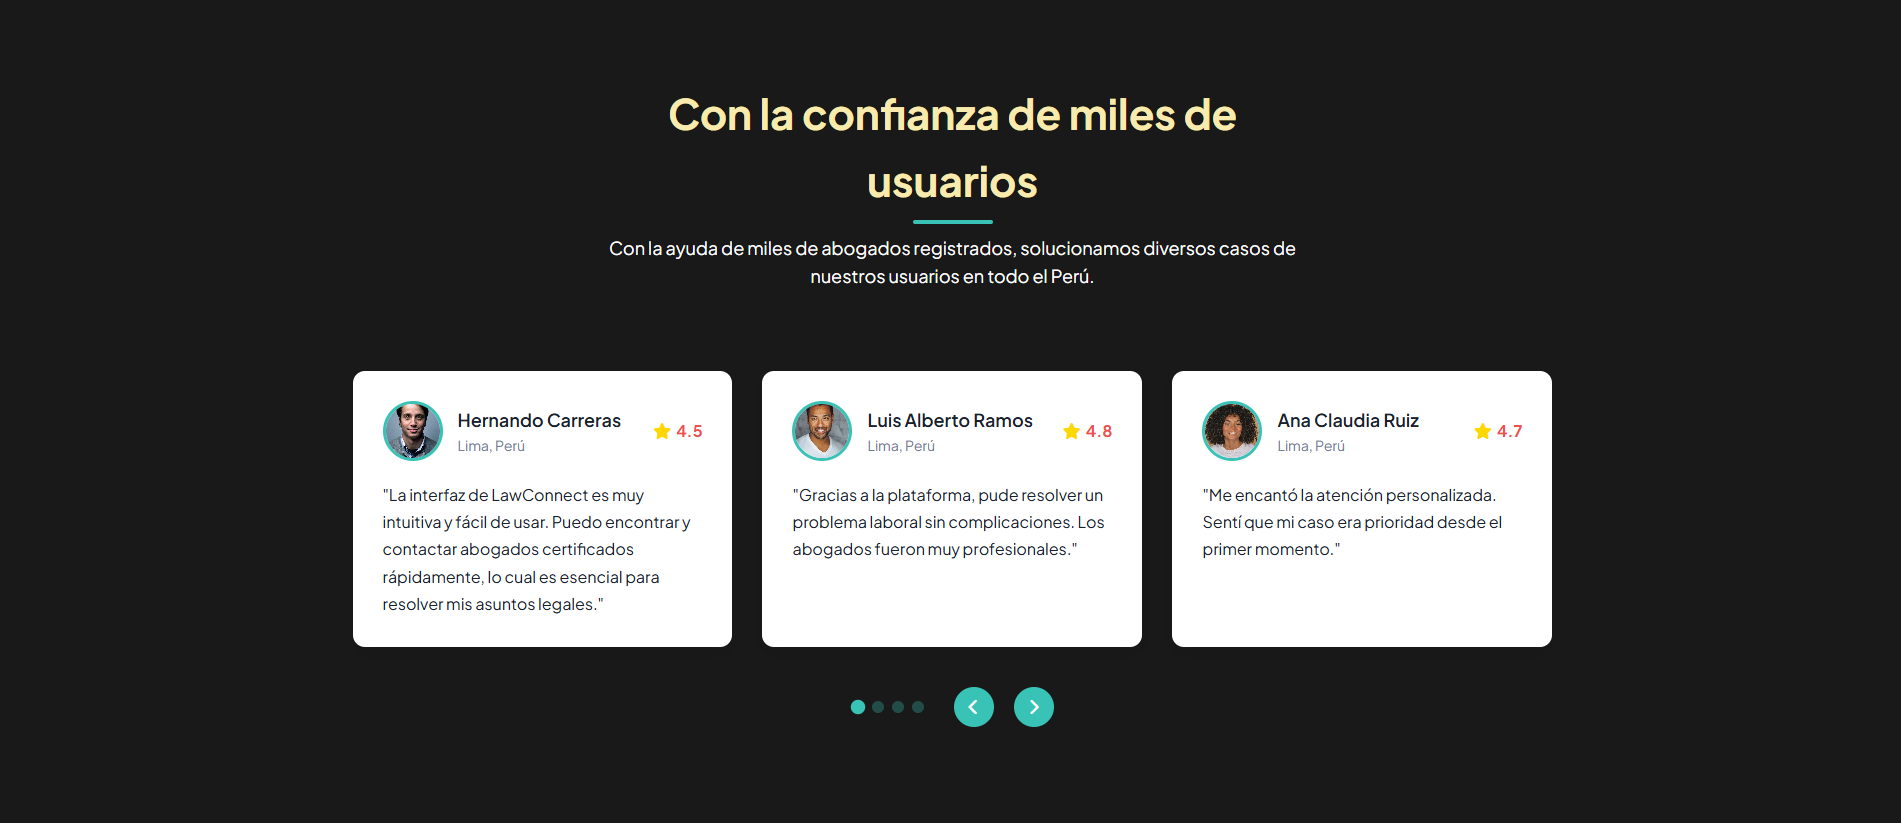 Con la confianza de miles de
usuarios
Con la ayuda de miles de abogados registrados, solucionamos diversos casos de
nuestros usuarios en todo el Perú.
Hernando Carreras
Lima, Perú
4.5
"La interfaz de LawConnect es muy
intuitiva y fácil de usar. Puedo encontrar y
contactar abogados certificados
rápidamente, lo cual es esencial para
resolver mis asuntos legales."
Luis Alberto Ramos
Lima, Perú
4.8
"Gracias a la plataforma, pude resolver un
problema laboral sin complicaciones. Los
abogados fueron muy profesionales."
Ana Claudia Ruiz
Lima, Perú
4.7
"Me encantó la atención personalizada.
Sentí que mi caso era prioridad desde el
primer momento."